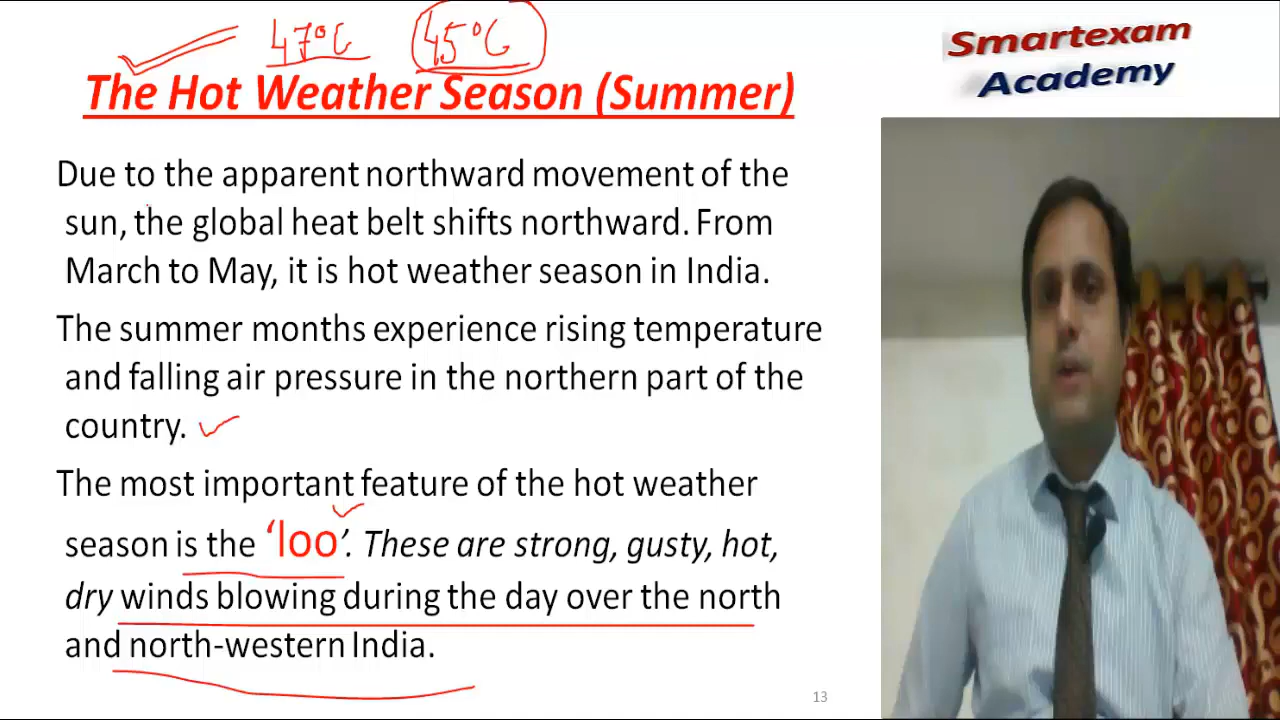 47°C 45°C
Smartexam
Academy
The Hot Weather Season (Summer)
Due to the apparent northward movement of the
sun, the global heat belt shifts northward. From
March to May, it is hot weather season in India.
The summer months experience rising temperature
and falling air pressure in the northern part of the
country.
The most important feature of the hot weather
season is the ‘loo’. These are strong, gusty, hot,
dry winds blowing during the day over the north
and north-western India.
13